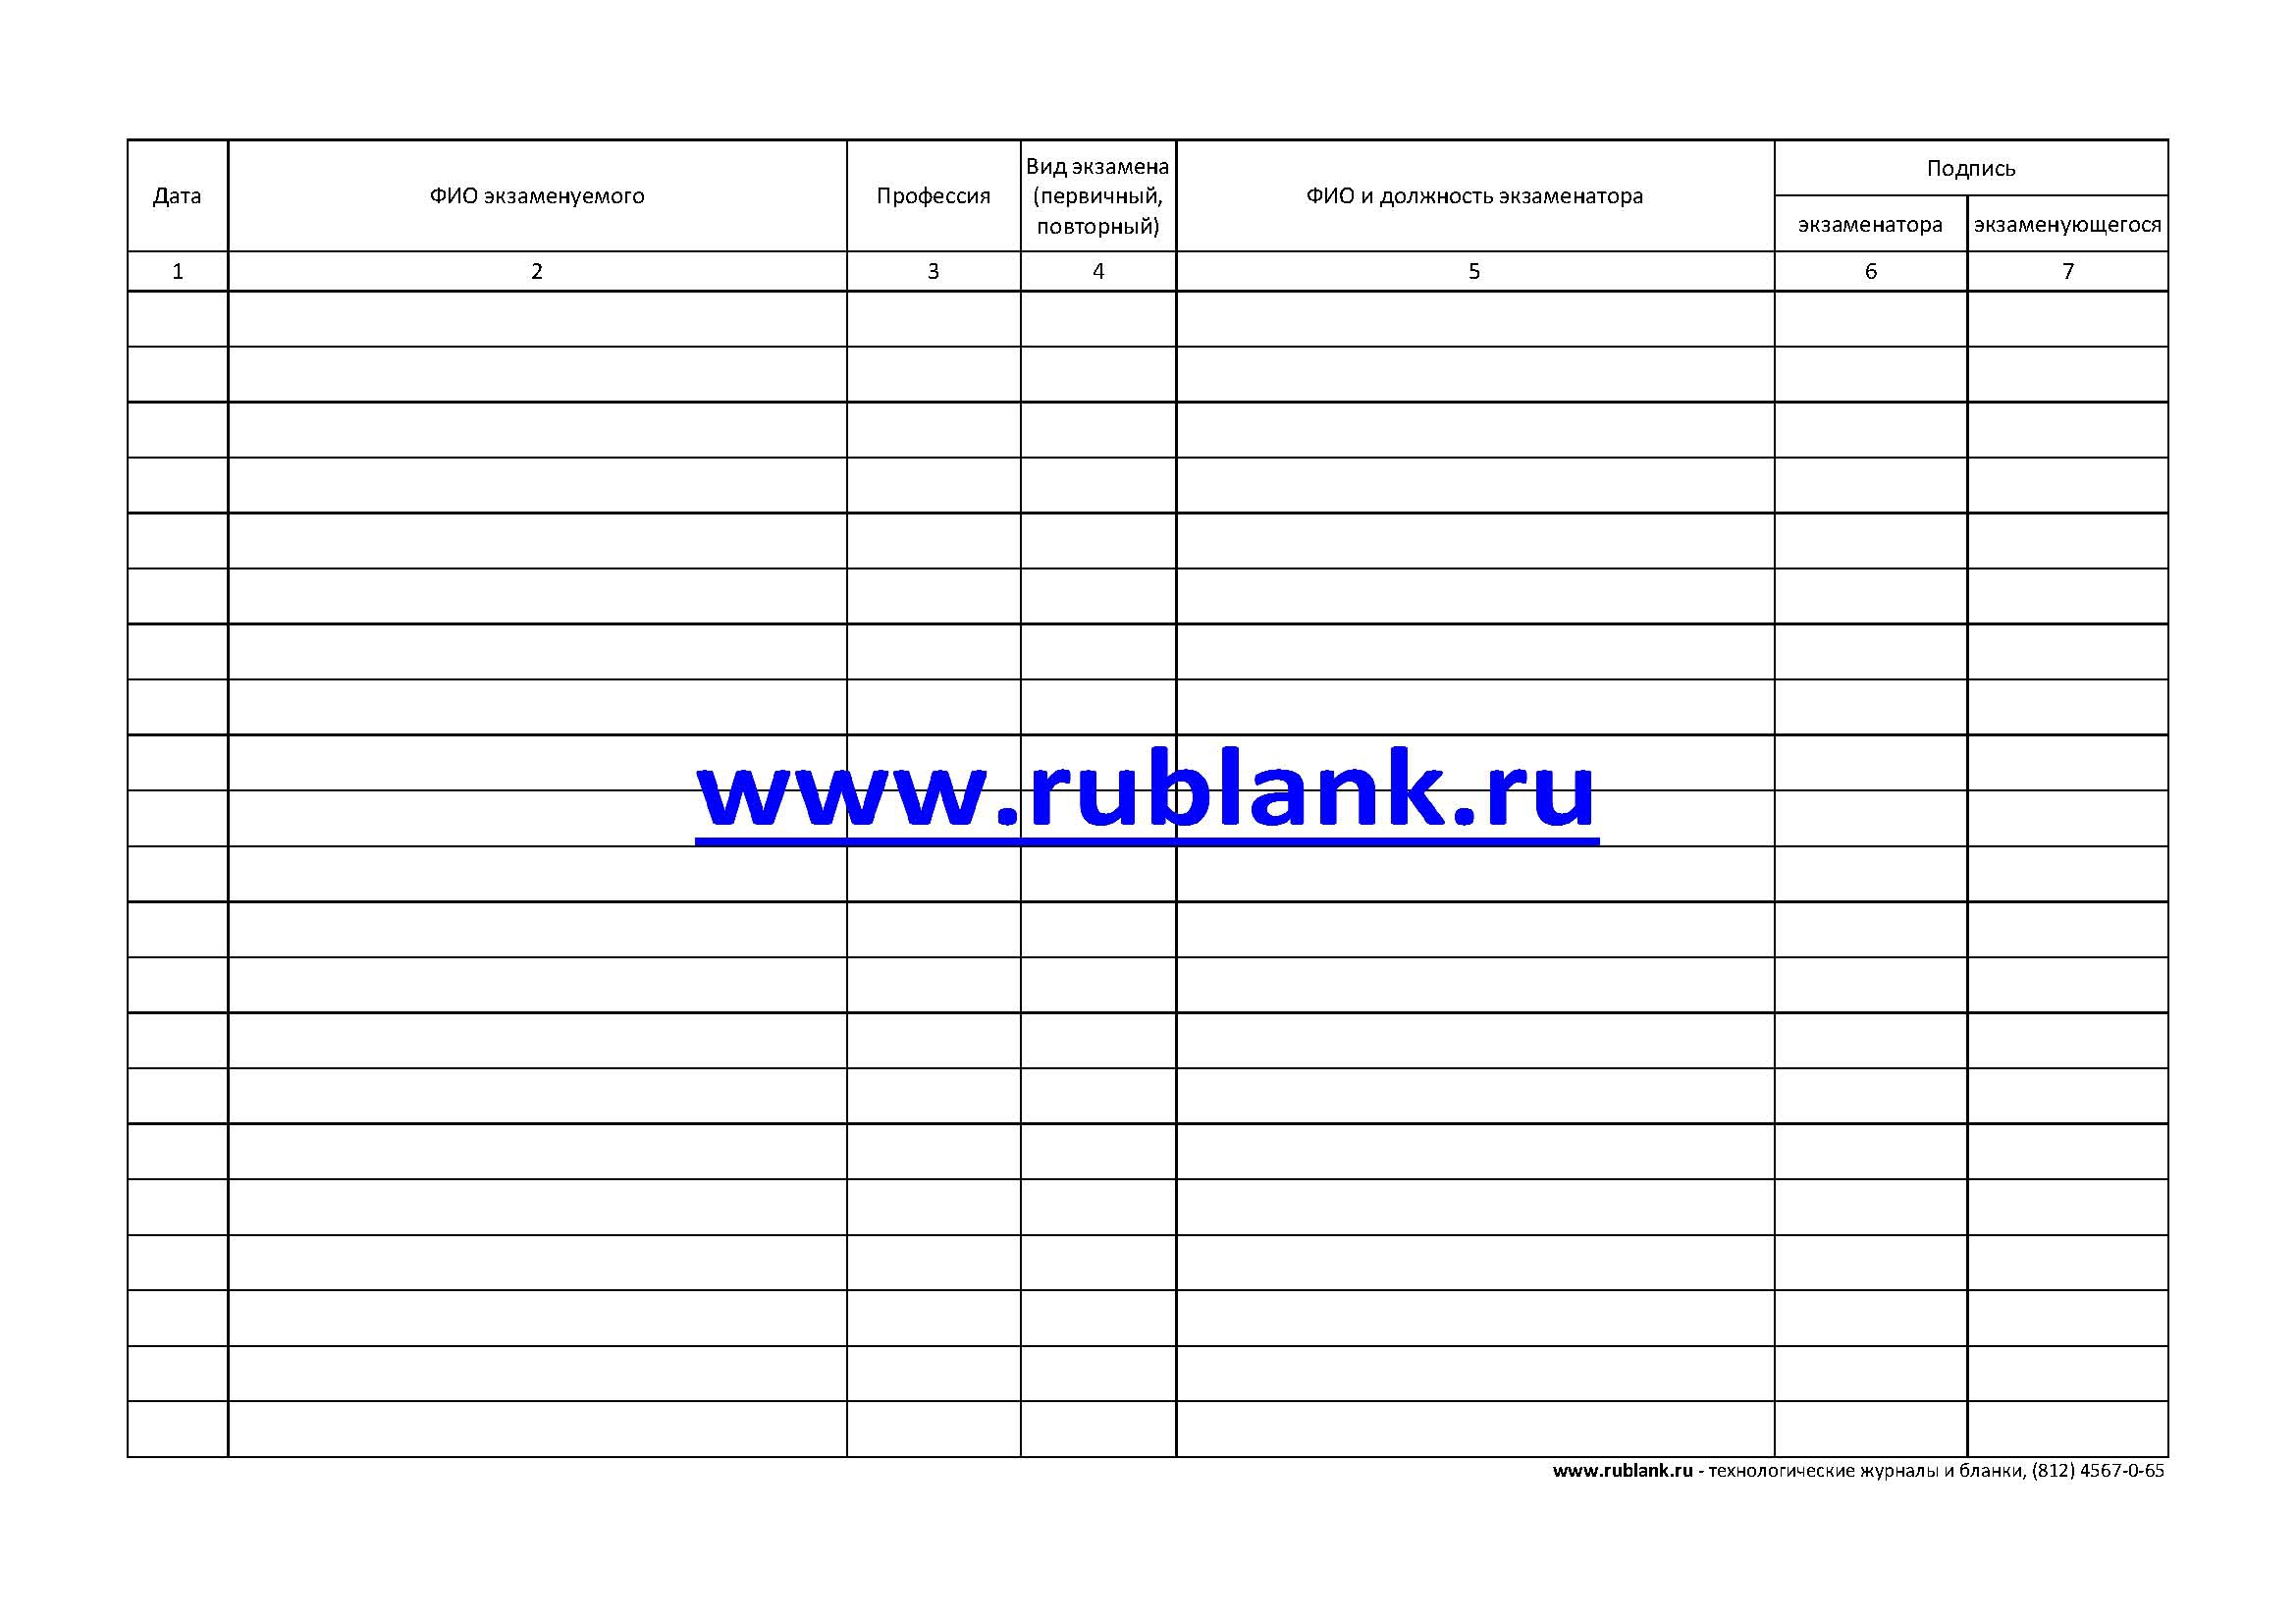 Дата
ФИО экзаменуемого
Профессия
Вид экзамена
(первичный,
повторный)
ФИО и должность экзаменатора
Подпись
экзаменатора
экзаменующегося
1 2 3 4 5 6 7
www.rublank.ru
www.rublank.ru - технологические журналы и бланки, (812) 4567-0-65